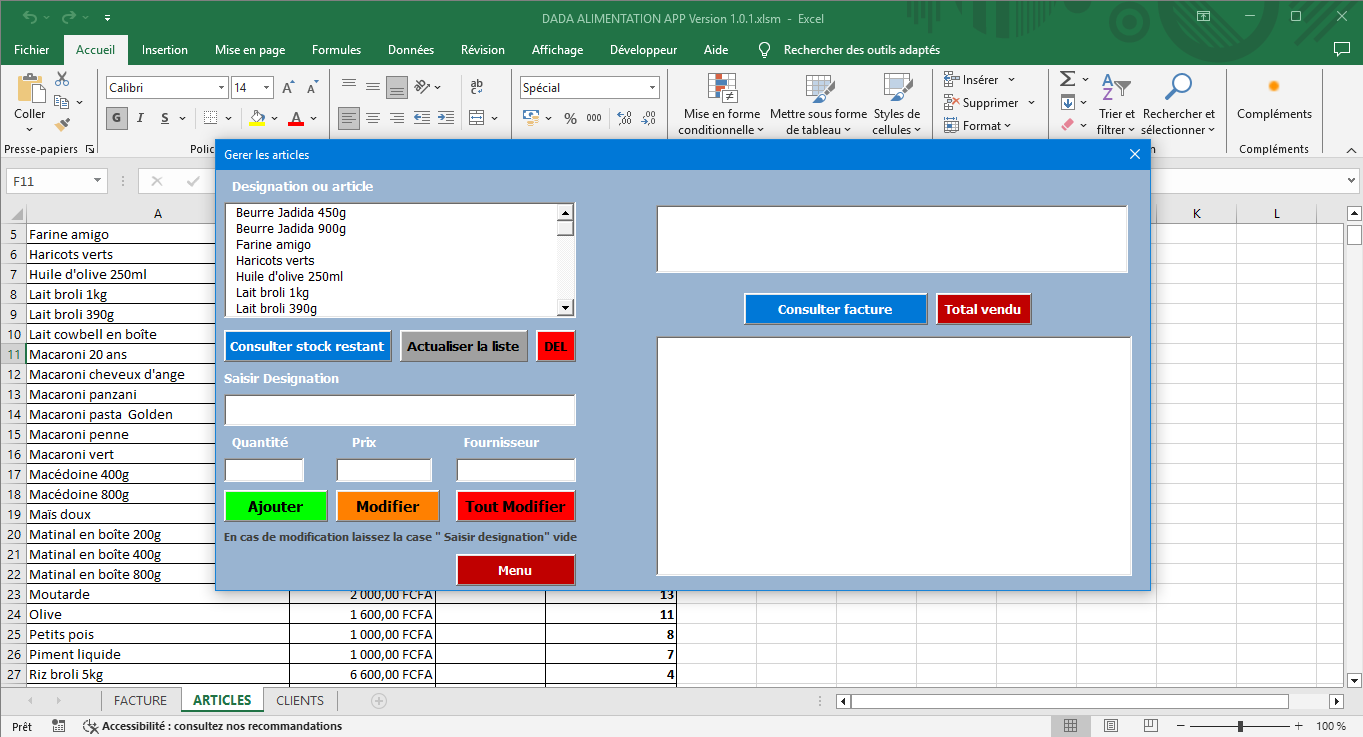 DADA ALIMENTATION APP Version 1.0.1.xlsm - Excel
Fichier Accueil Insertion Mise en page Formules Données Révision Affichage Développeur Aide Rechercher des outils adaptés
Coller
Presse-papiers
Calibri 14
G I S
Polic
ab
Spécial
% 000
Mise en forme conditionnelle
Mettre sous forme de tableau
Styles de cellules
Insérer
Supprimer
Format
Trier et filtrer
Rechercher et sélectionner
Compléments
Compléments
F11
Gerer les articles
Designation ou article
Beurre Jadida 450g
Beurre Jadida 900g
Farine amigo
Haricots verts
Huile d'olive 250ml
Lait broli 1kg
Lait broli 390g
Consulter stock restant Actualiser la liste DEL
Saisir Designation
Quantité Prix Fournisseur
Ajouter Modifier Tout Modifier
En cas de modification laissez la case " Saisir designation" vide
Menu
Consulter facture Total vendu
A K L
5 Farine amigo
6 Haricots verts
7 Huile d'olive 250ml
8 Lait broli 1kg
9 Lait broli 390g
10 Lait cowbell en boîte
11 Macaroni 20 ans
12 Macaroni cheveux d'ange
13 Macaroni panzani
14 Macaroni pasta Golden
15 Macaroni penne
16 Macaroni vert
17 Macédoine 400g
18 Macédoine 800g
19 Maïs doux
20 Matinal en boîte 200g
21 Matinal en boîte 400g
22 Matinal en boîte 800g
23 Moutarde 2 000,00 FCFA 13
24 Olive 1 600,00 FCFA 11
25 Petits pois 1 000,00 FCFA 8
26 Piment liquide 1 000,00 FCFA 7
27 Riz broli 5kg 6 600,00 FCFA 4
FACTURE ARTICLES CLIENTS
Prêt Accessibilité : consultez nos recommandations 100 %